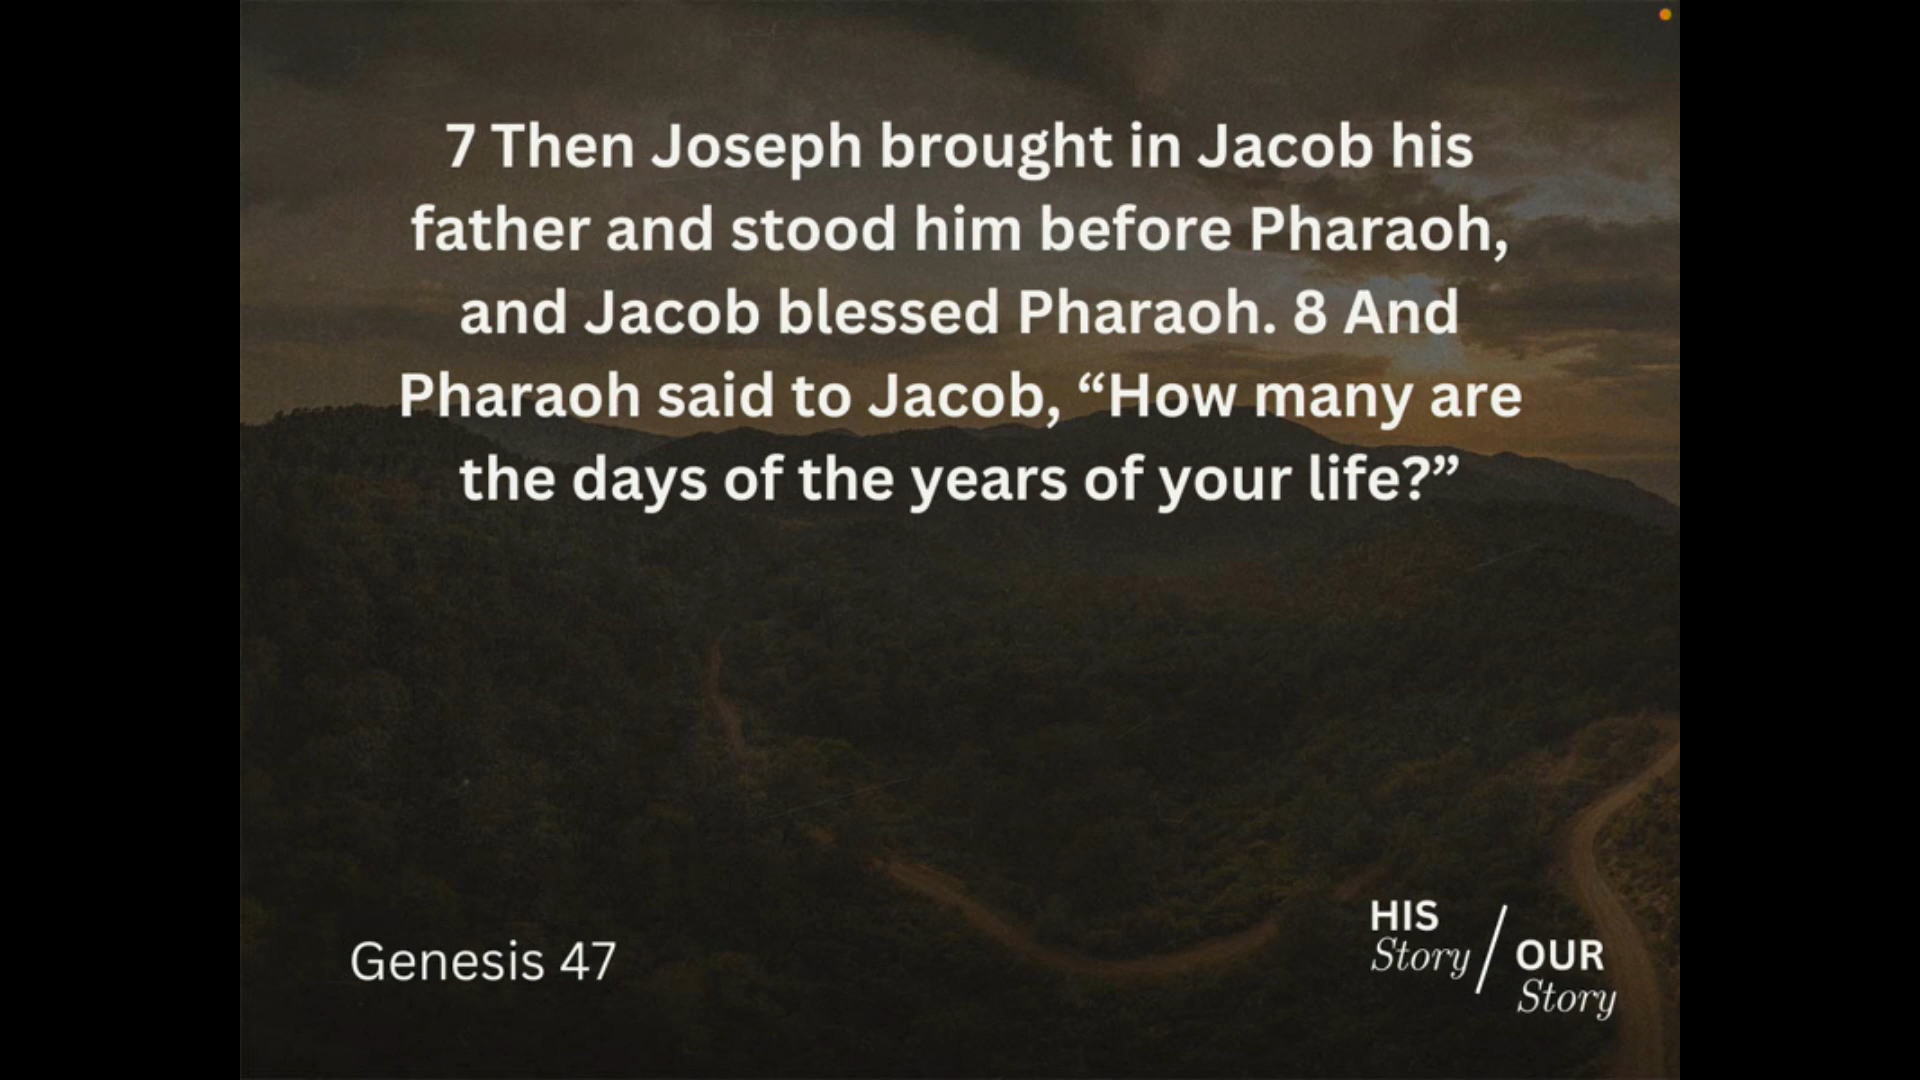 7 Then Joseph brought in Jacob his
father and stood him before Pharaoh,
and Jacob blessed Pharaoh. 8 And
Pharaoh said to Jacob, “How many are
the days of the years of your life?”
Genesis 47
HIS
Story / OUR
Story